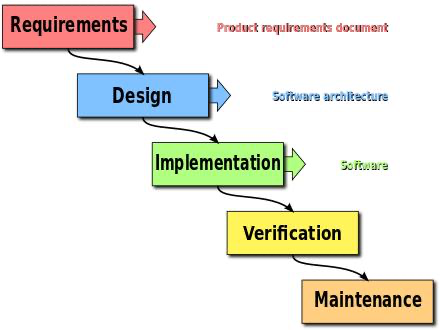 Requirements
Product requirements document
Design
Software architecture
Implementation
Software
Verification
Maintenance